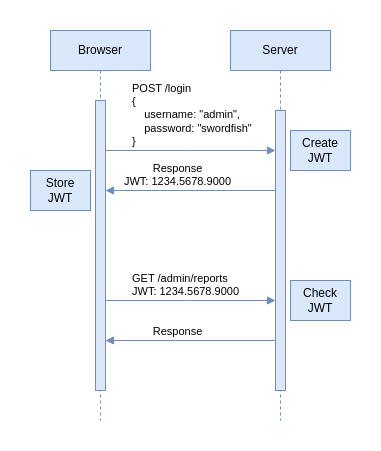 Browser
Server
POST /login
{
username: "admin",
password: "swordfish"
}
Create
JWT
Response
JWT: 1234.5678.9000
Store
JWT
GET /admin/reports
JWT: 1234.5678.9000
Check
JWT
Response